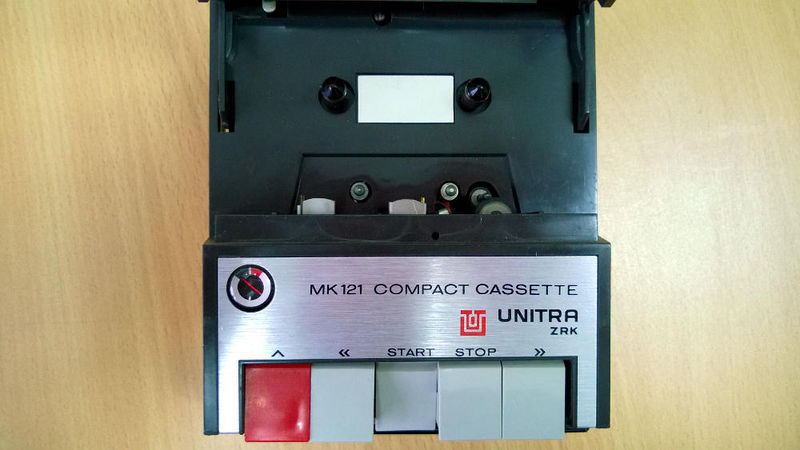 MK121 COMPACT CASSETTE
UNITRA
ZRK
^ « START STOP »